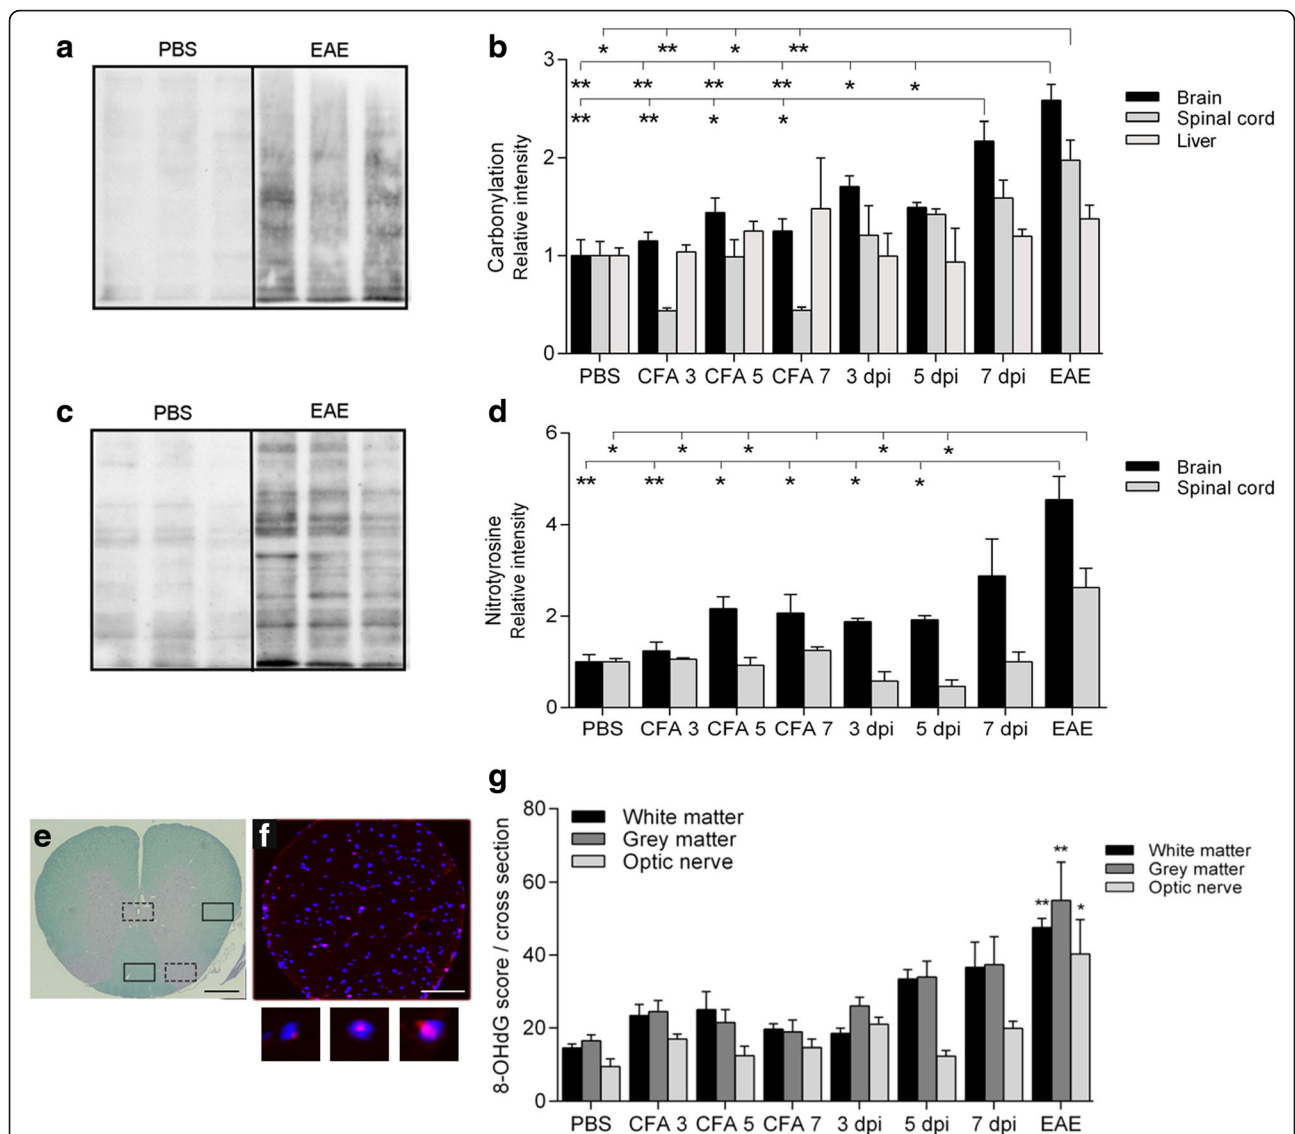 a
PBS EAE
b
* ** * **
** ** ** ** * *
** ** * *
3
2
1
0
Carbonylation
Relative intensity
Brain
Spinal cord
Liver
PBS CFA 3 CFA 5 CFA 7 3 dpi 5 dpi 7 dpi EAE
c
PBS EAE
d
* * * * *
** ** * * * *
6
4
2
0
Nitrotyrosine
Relative intensity
Brain
Spinal cord
PBS CFA 3 CFA 5 CFA 7 3 dpi 5 dpi 7 dpi EAE
e
f
g
80
60
40
20
0
8-OHdG score / cross section
White matter
Grey matter
Optic nerve
White matter
Grey matter
Optic nerve
** ** *
PBS CFA 3 CFA 5 CFA 7 3 dpi 5 dpi 7 dpi EAE